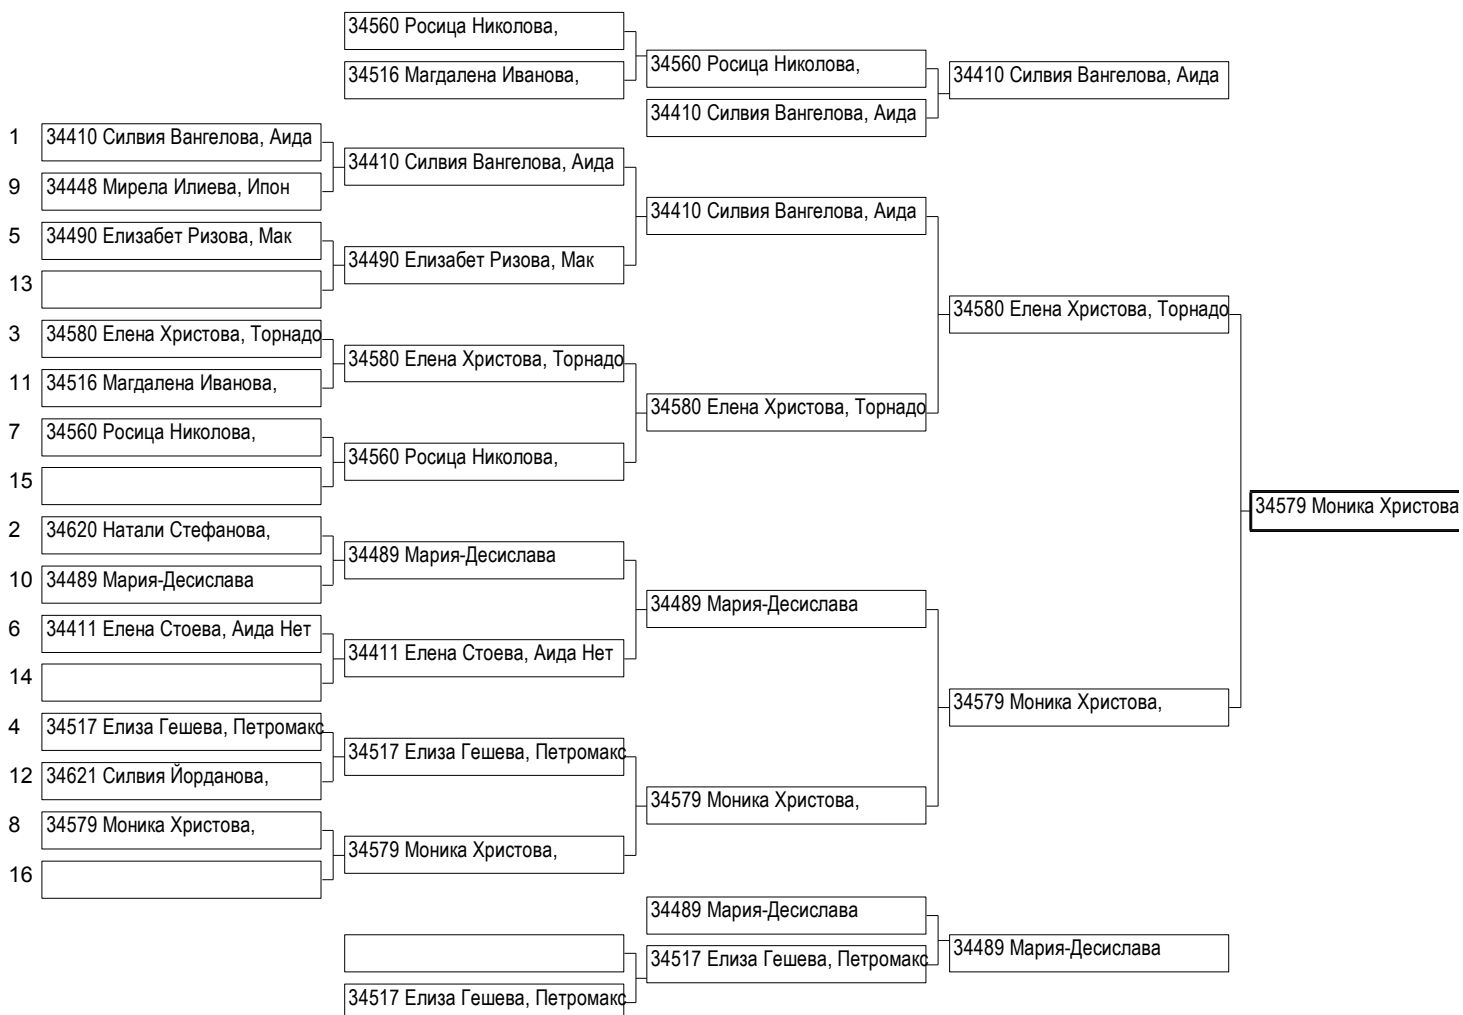 34560 Росица Николова,
34516 Магдалена Иванова,
34560 Росица Николова,
34410 Силвия Вангелова, Аида
34410 Силвия Вангелова, Аида
1 34410 Силвия Вангелова, Аида
9 34448 Мирела Илиева, Ипон
5 34490 Елизабет Ризова, Мак
13
3 34580 Елена Христова, Торнадо
11 34516 Магдалена Иванова,
7 34560 Росица Николова,
15
2 34620 Натали Стефанова,
10 34489 Мария-Десислава
6 34411 Елена Стоева, Аида Нет
14
4 34517 Елиза Гешева, Петромакс
12 34621 Силвия Йорданова,
8 34579 Моника Христова,
16
34410 Силвия Вангелова, Аида
34490 Елизабет Ризова, Мак
34580 Елена Христова, Торнадо
34560 Росица Николова,
34489 Мария-Десислава
34411 Елена Стоева, Аида Нет
34517 Елиза Гешева, Петромакс
34579 Моника Христова,
34410 Силвия Вангелова, Аида
34580 Елена Христова, Торнадо
34489 Мария-Десислава
34579 Моника Христова,
34580 Елена Христова, Торнадо
34579 Моника Христова,
34579 Моника Христова
34489 Мария-Десислава
34517 Елиза Гешева, Петромакс
34489 Мария-Десислава
34517 Елиза Гешева, Петромакс